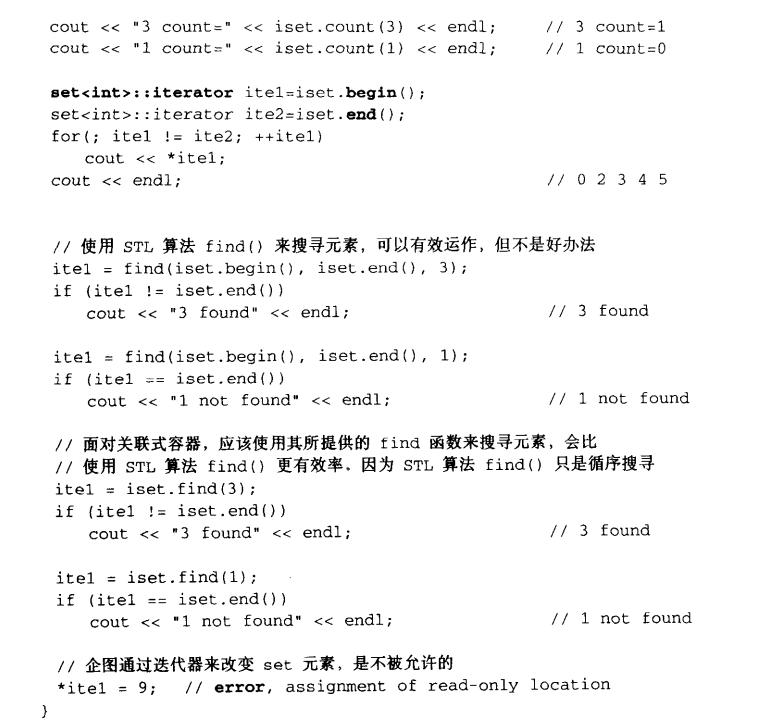 cout << "3 count=" << iset.count(3) << endl;     // 3 count=1
cout << "1 count=" << iset.count(1) << endl;     // 1 count=0
set<int>::iterator ite1=iset.begin();
set<int>::iterator ite2=iset.end();
for(; ite1 != ite2; ++ite1)
   cout << *ite1;
cout << endl;                                    // 0 2 3 4 5
// 使用 STL 算法 find() 来搜寻元素，可以有效运作，但不是好办法
ite1 = find(iset.begin(), iset.end(), 3);
if (ite1 != iset.end())
   cout << "3 found" << endl;                    // 3 found
ite1 = find(iset.begin(), iset.end(), 1);
if (ite1 == iset.end())
   cout << "1 not found" << endl;                // 1 not found
// 面对关联式容器，应该使用其所提供的 find 函数来搜寻元素，会比
// 使用 STL 算法 find() 更有效率。因为 STL 算法 find() 只是循序搜寻
ite1 = iset.find(3);
if (ite1 != iset.end())
   cout << "3 found" << endl;                    // 3 found
ite1 = iset.find(1);
if (ite1 == iset.end())
   cout << "1 not found" << endl;                // 1 not found
// 企图通过迭代器来改变 set 元素，是不被允许的
*ite1 = 9;   // error, assignment of read-only location
}